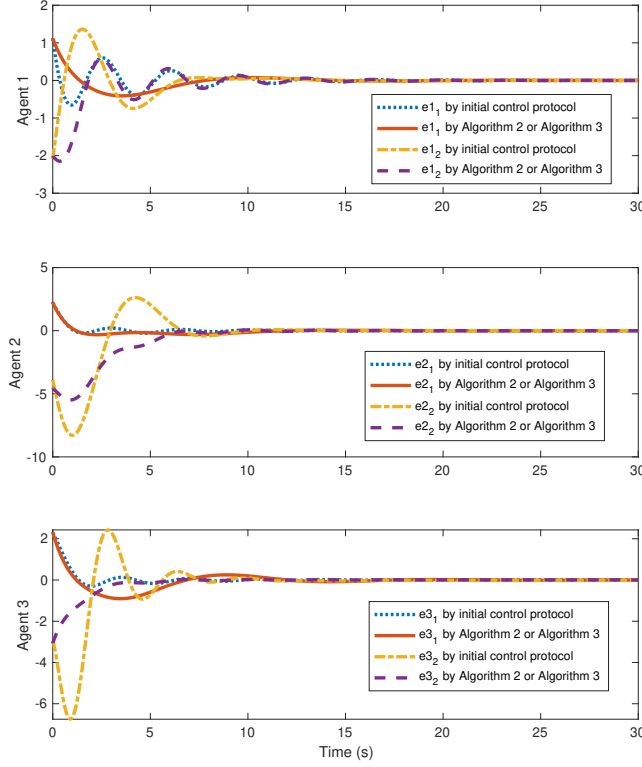 2
1
0
-1
-2
-3
Agent 1
e1₁ by initial control protocol
e1₁ by Algorithm 2 or Algorithm 3
e1₂ by initial control protocol
e1₂ by Algorithm 2 or Algorithm 3
0 5 10 15 20 25 30
5
0
-5
-10
Agent 2
e2₁ by initial control protocol
e2₁ by Algorithm 2 or Algorithm 3
e2₂ by initial control protocol
e2₂ by Algorithm 2 or Algorithm 3
0 5 10 15 20 25 30
2
0
-2
-4
-6
Agent 3
e3₁ by initial control protocol
e3₁ by Algorithm 2 or Algorithm 3
e3₂ by initial control protocol
e3₂ by Algorithm 2 or Algorithm 3
0 5 10 15 20 25 30
Time (s)